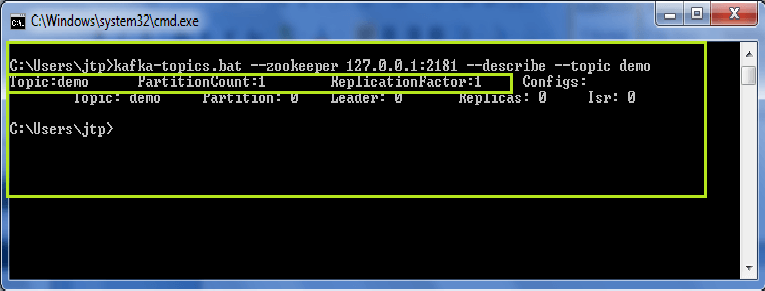 C:\Windows\system32\cmd.exe
C:\Users\jtp>kafka-topics.bat --zookeeper 127.0.0.1:2181 --describe --topic demo
Topic:demo PartitionCount:1 ReplicationFactor:1 Configs:
Topic: demo Partition: 0 Leader: 0 Replicas: 0 Isr: 0
C:\Users\jtp>